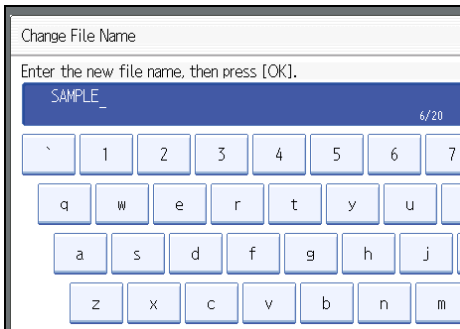 Change File Name
Enter the new file name, then press [OK].
SAMPLE_
6/20
` 1 2 3 4 5 6 7
q w e r t y u
a s d f g h j
z x c v b n m